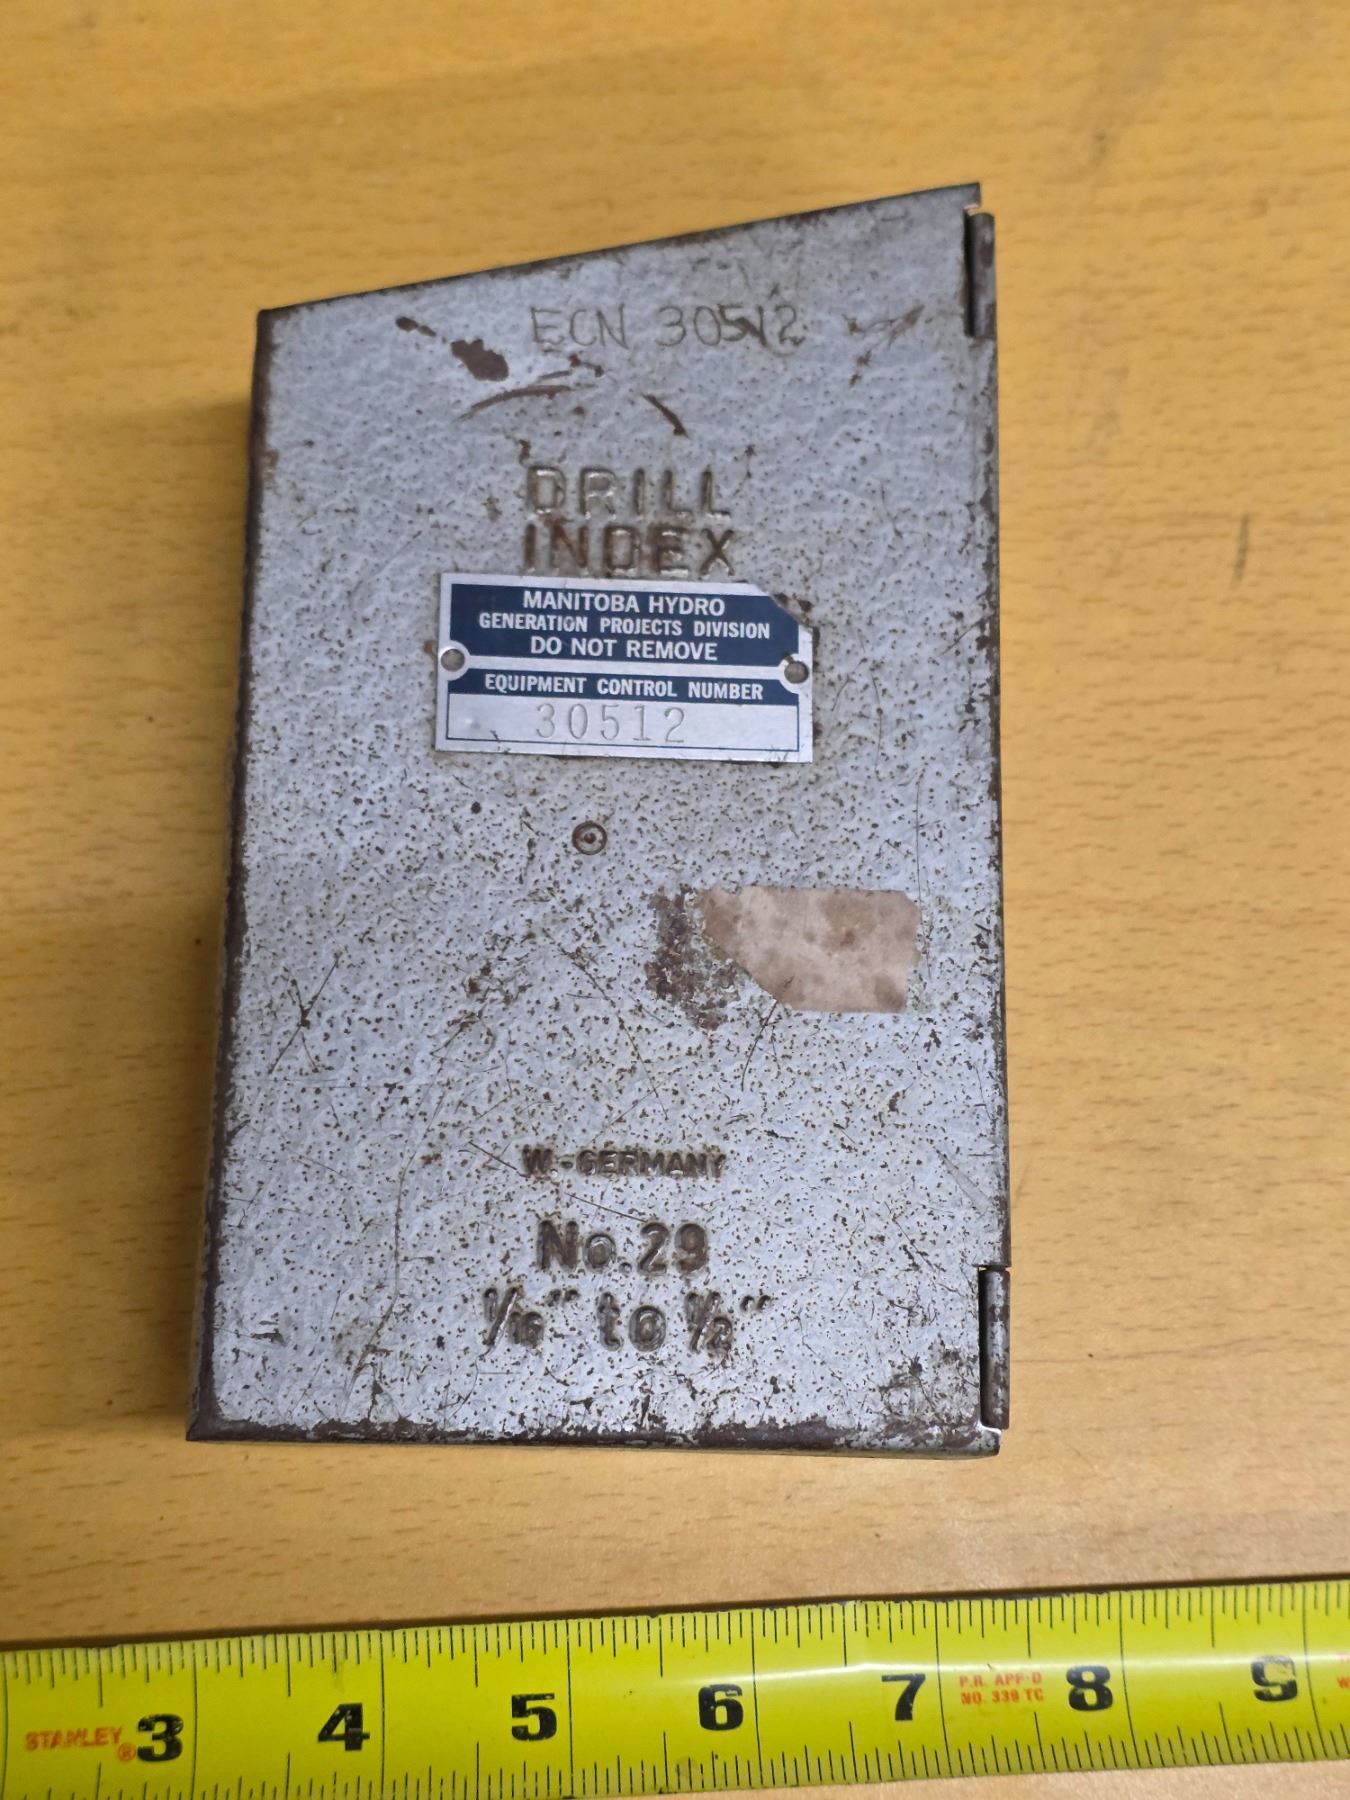 ECN 30512
DRILL
INDEX
MANITOBA HYDRO
GENERATION PROJECTS DIVISION
DO NOT REMOVE
EQUIPMENT CONTROL NUMBER
30512
W.-GERMANY
No.29
1/16" to 1/2"
STANLEY® 3 4 5 6 7 P.R. APP'D NO. 339 TC 8 9